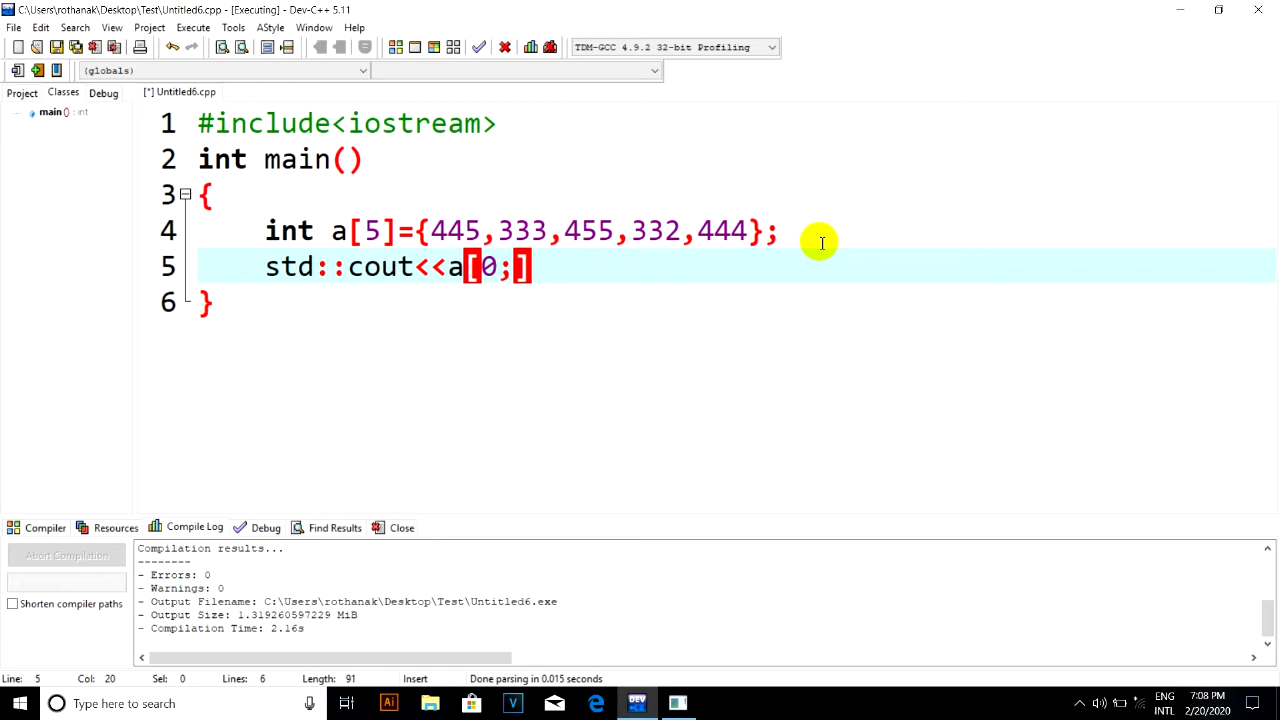 C:\Users\rothanak\Desktop\Test\Untitled6.cpp - [Executing] - Dev-C++ 5.11
File Edit Search View Project Execute Tools AStyle Window Help
TDM-GCC 4.9.2 32-bit Profiling
(globals)
Project Classes Debug
[*] Untitled6.cpp
main () : int
1 #include<iostream>
2 int main()
3 {
4 int a[5]={445,333,455,332,444};
5 std::cout<<a[0;]
6 }
Compiler Resources Compile Log Debug Find Results Close
Abort Compilation
Shorten compiler paths
Compilation results...
--------
- Errors: 0
- Warnings: 0
- Output Filename: C:\Users\rothanak\Desktop\Test\Untitled6.exe
- Output Size: 1.319260597229 MiB
- Compilation Time: 2.16s
Line: 5 Col: 20 Sel: 0 Lines: 6 Length: 91 Insert Done parsing in 0.015 seconds
Type here to search
Ai
V
DEV
ENG
INTL
7:08 PM
2/20/2020